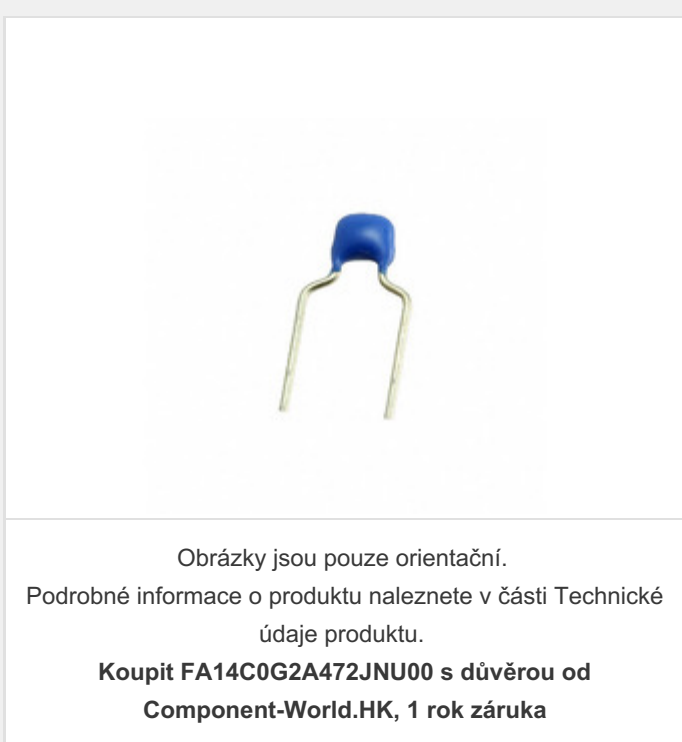 Obrázky jsou pouze orientační.
Podrobné informace o produktu naleznete v části Technické
údaje produktu.
Koupit FA14C0G2A472JNU00 s důvěrou od
Component-World.HK, 1 rok záruka